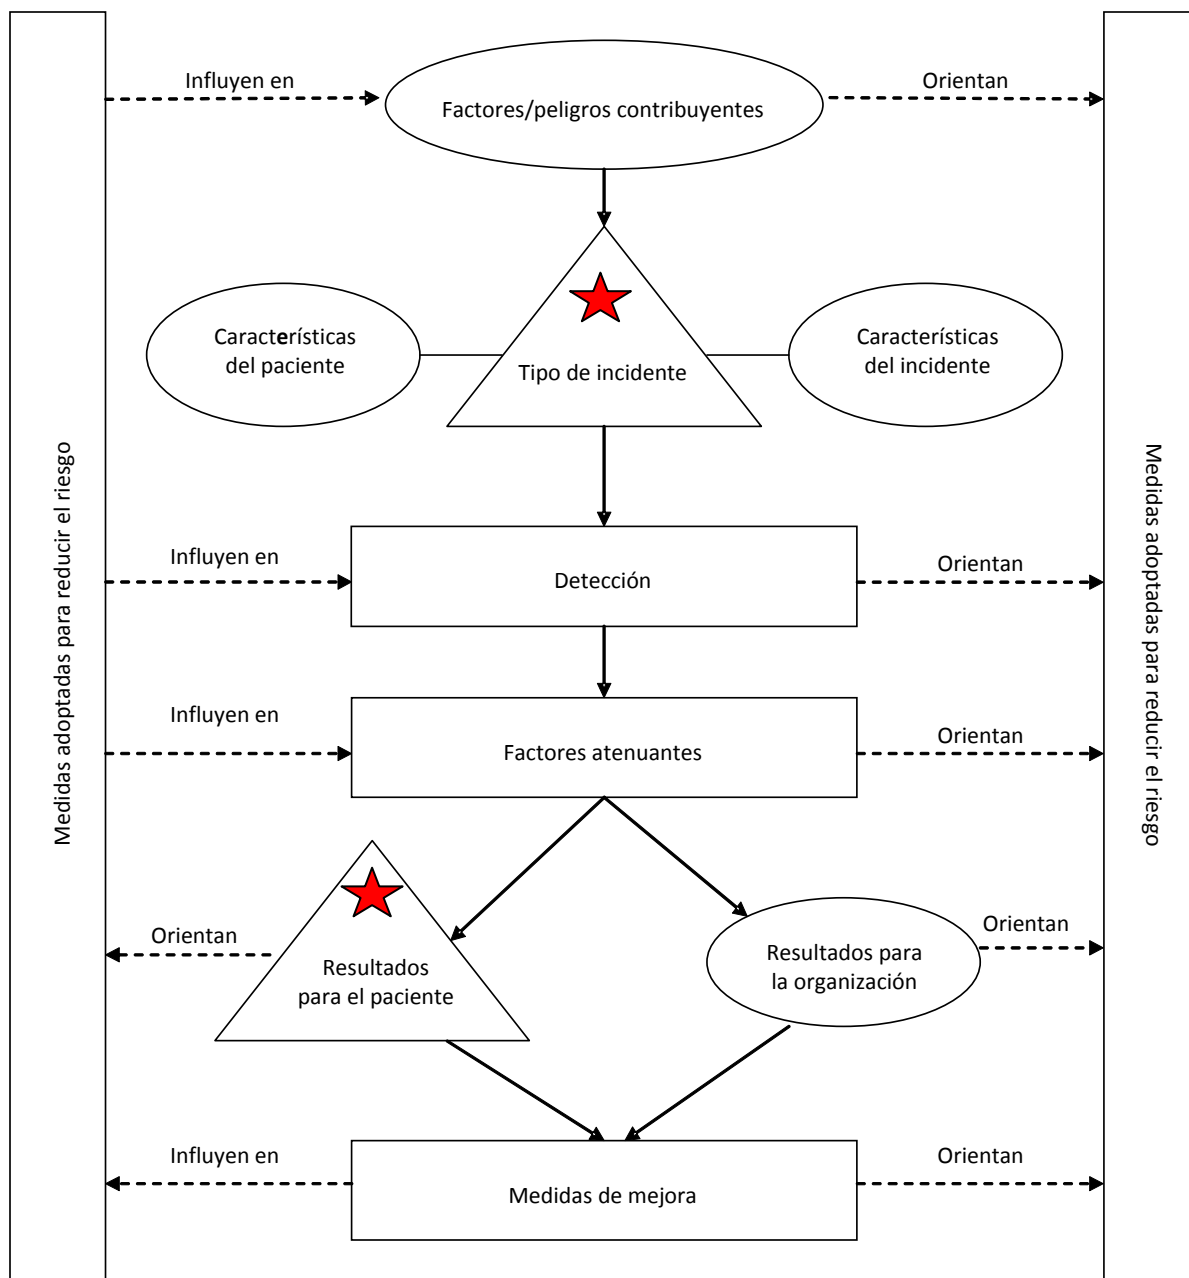 Influyen en
Orientan
Factores/peligros contribuyentes
Características
del paciente
Tipo de incidente
Características
del incidente
Medidas adoptadas para reducir el riesgo
Medidas adoptadas para reducir el riesgo
Influyen en
Detección
Orientan
Influyen en
Factores atenuantes
Orientan
Orientan
Resultados
para el paciente
Resultados para
la organización
Orientan
Influyen en
Medidas de mejora
Orientan